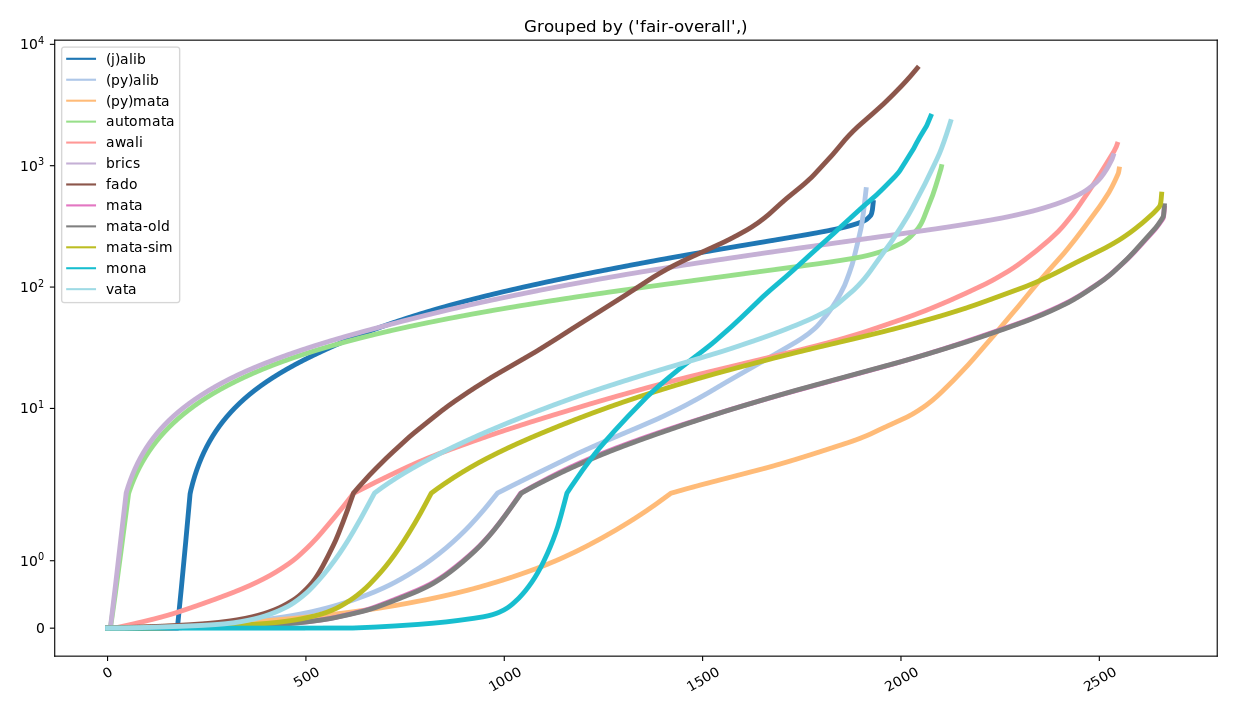 Grouped by ('fair-overall',)
10^4
10^3
10^2
10^1
10^0
0
(j)alib
(py)alib
(py)mata
automata
awali
brics
fado
mata
mata-old
mata-sim
mona
vata
0
500
1000
1500
2000
2500